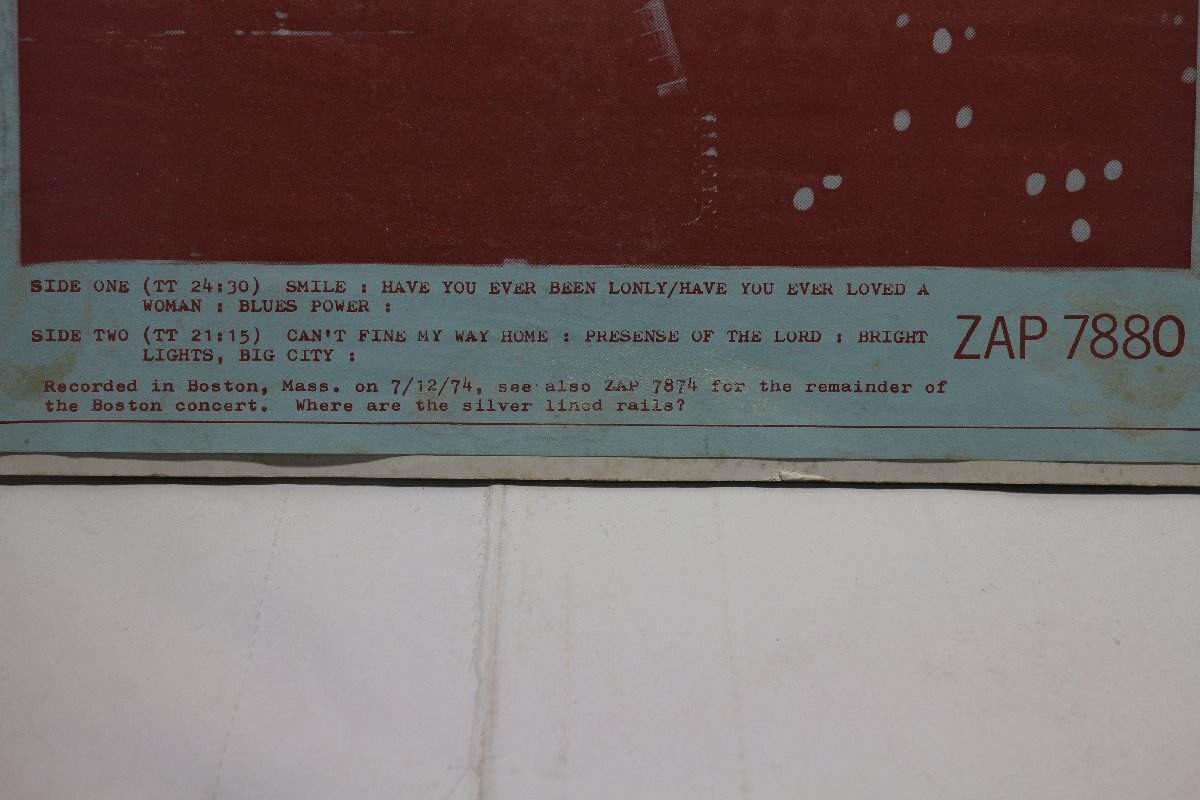 SIDE ONE (TT 24:30) SMILE : HAVE YOU EVER BEEN LONLY/HAVE YOU EVER LOVED A
WOMAN : BLUES POWER :
SIDE TWO (TT 21:15) CAN'T FINE MY WAY HOME : PRESENSE OF THE LORD : BRIGHT
LIGHTS, BIG CITY :
ZAP 7880
Recorded in Boston, Mass. on 7/12/74, see also ZAP 7874 for the remainder of
the Boston concert. Where are the silver lined rails?